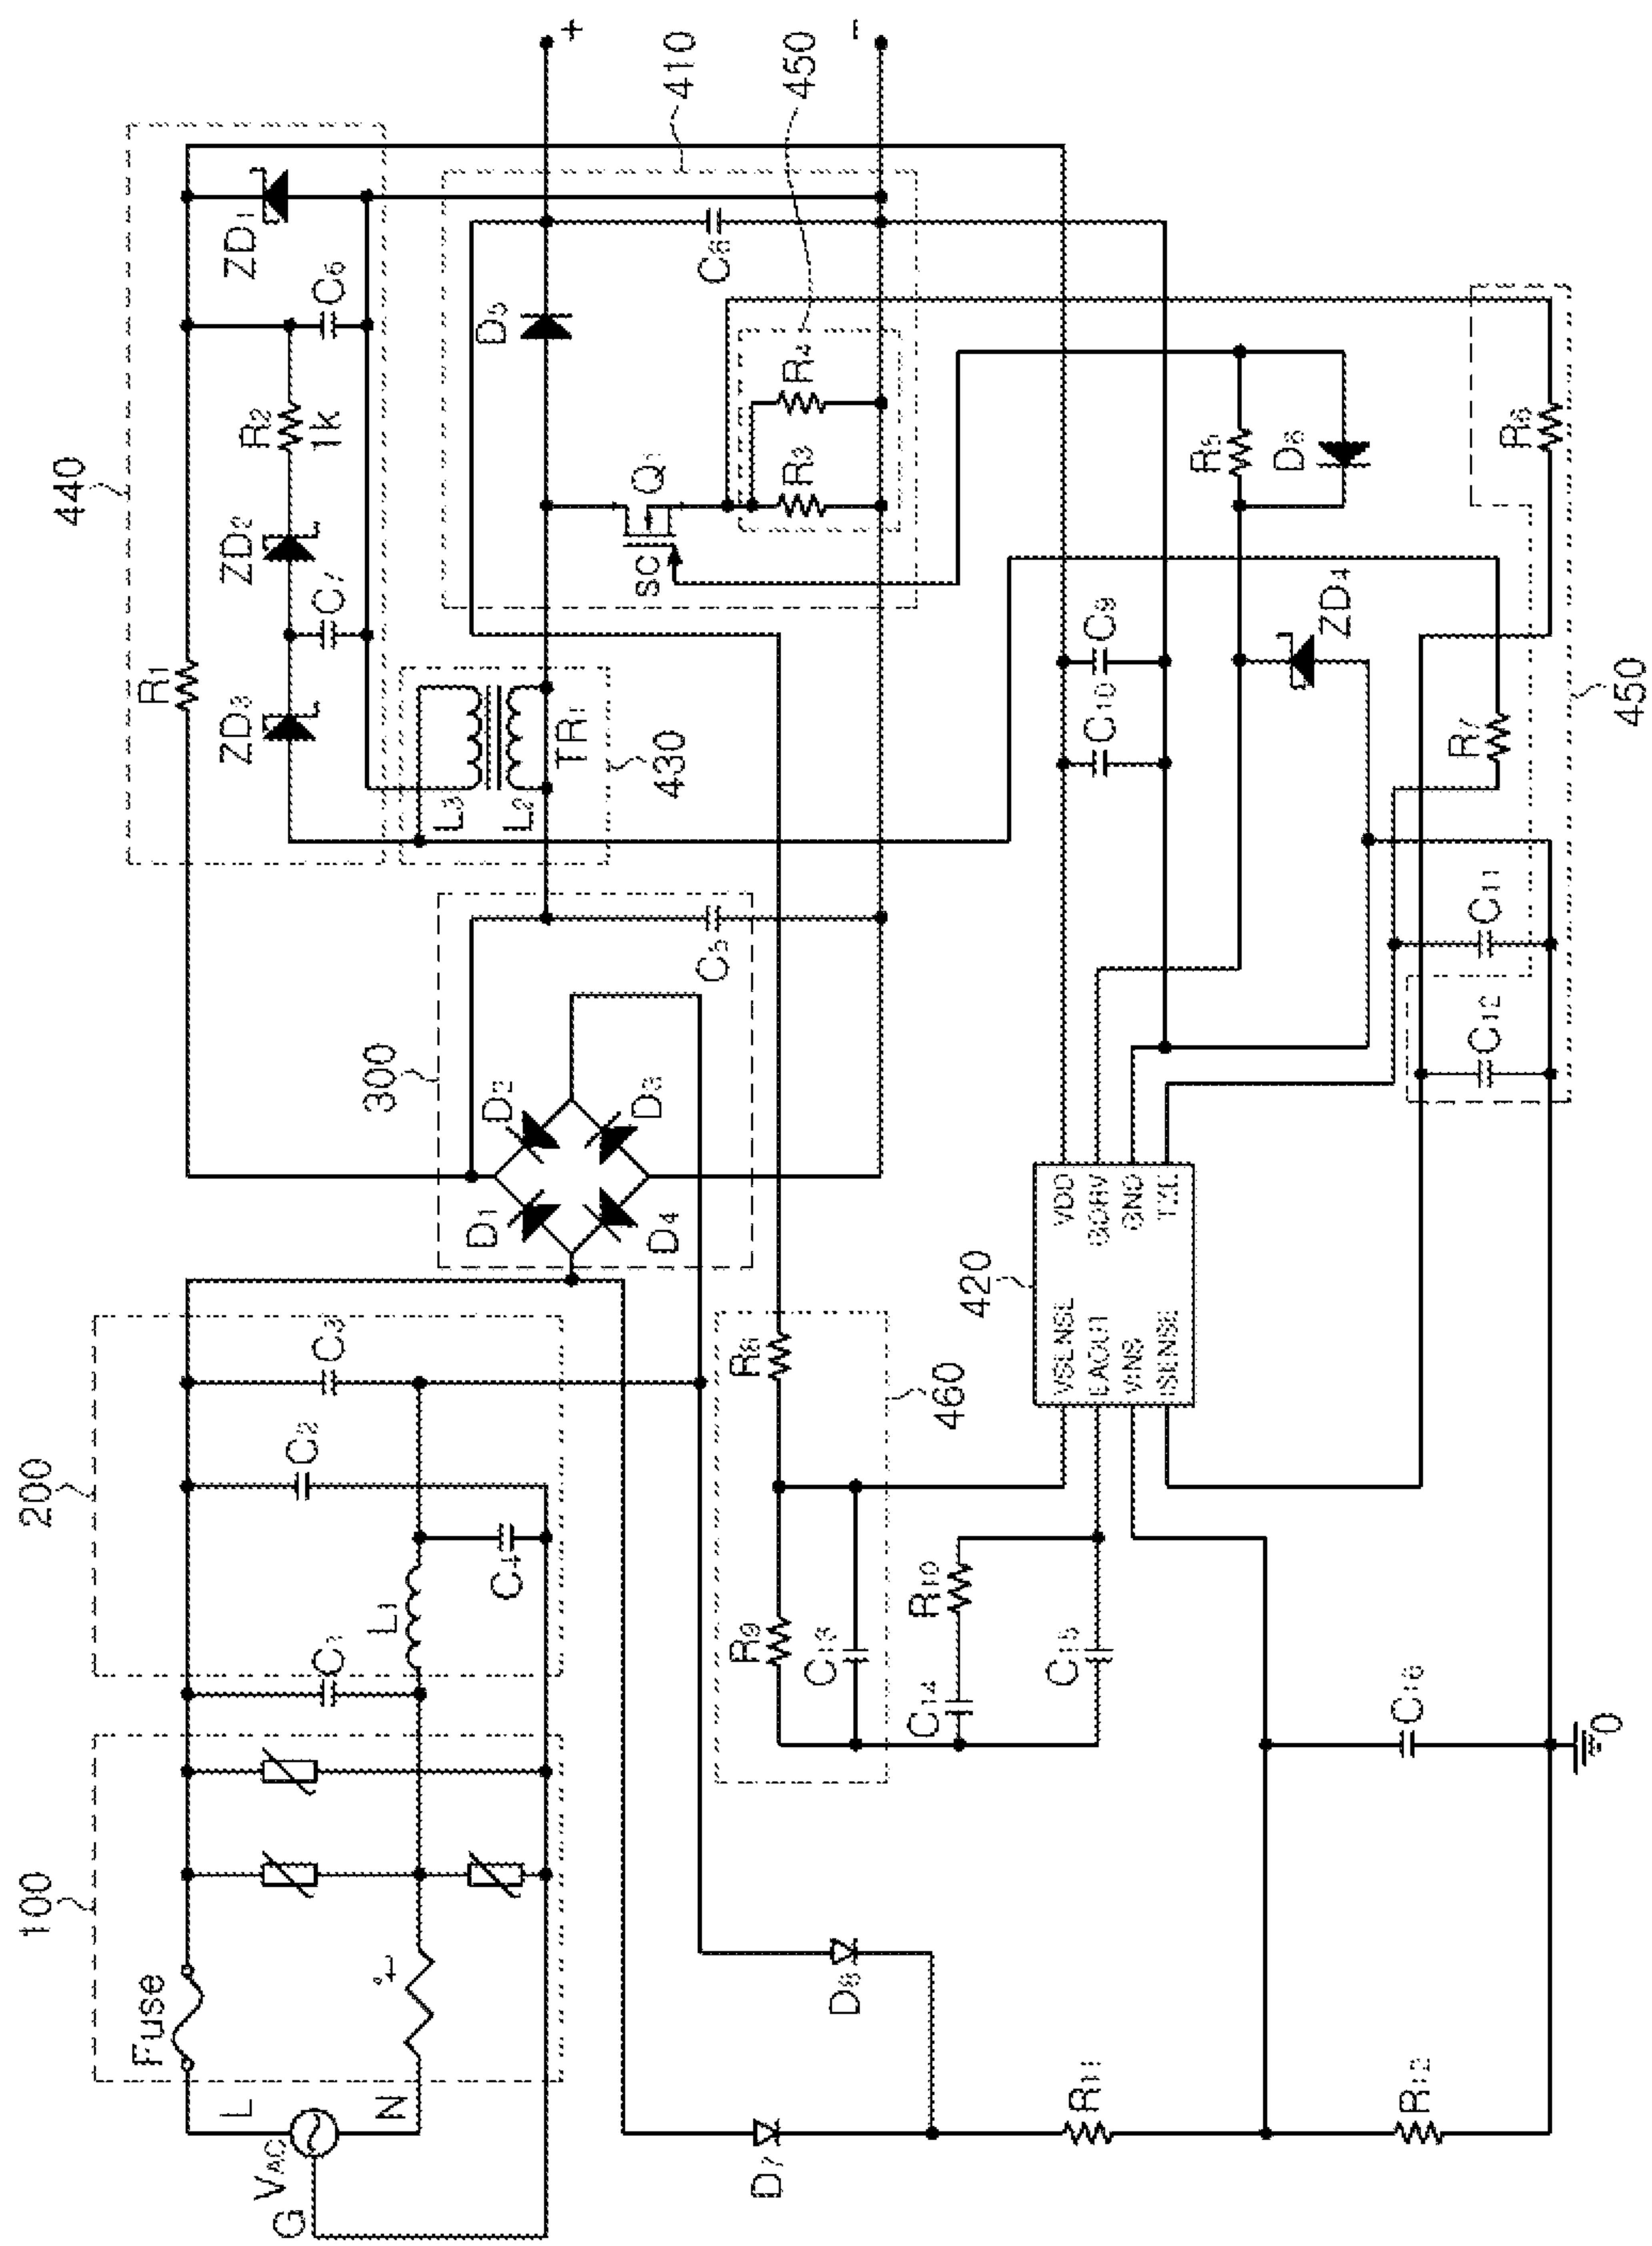 100
200
300
440
410
450
Fuse
L
VAC
G
N
t°
C1
L1
C2
C4
C3
D1
D2
D4
D3
C5
R1
ZD3
ZD2
R2
1k
C7
C6
ZD1
L3
L2
TR1
430
D5
Q1
SC
R3
R4
C8
+
-
460
R8
R9
C13
C14
R10
C15
420
VSENSE
EAOUT
VINS
ISENSE
VDD
GDRV
GND
TZC
C10
C9
R5
D6
ZD4
R7
R6
C12
C11
450
D7
D8
R11
R12
C16
0